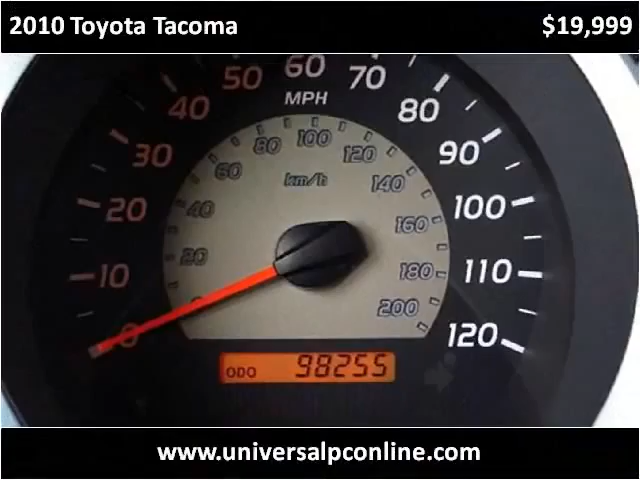 2010 Toyota Tacoma $19,999
50 60 70
40 MPH 80
30 80 100 120 90
60 km/h 140
20 40 160 100
10 20 180 110
0 200 120
ODO 98255
www.universalpconline.com